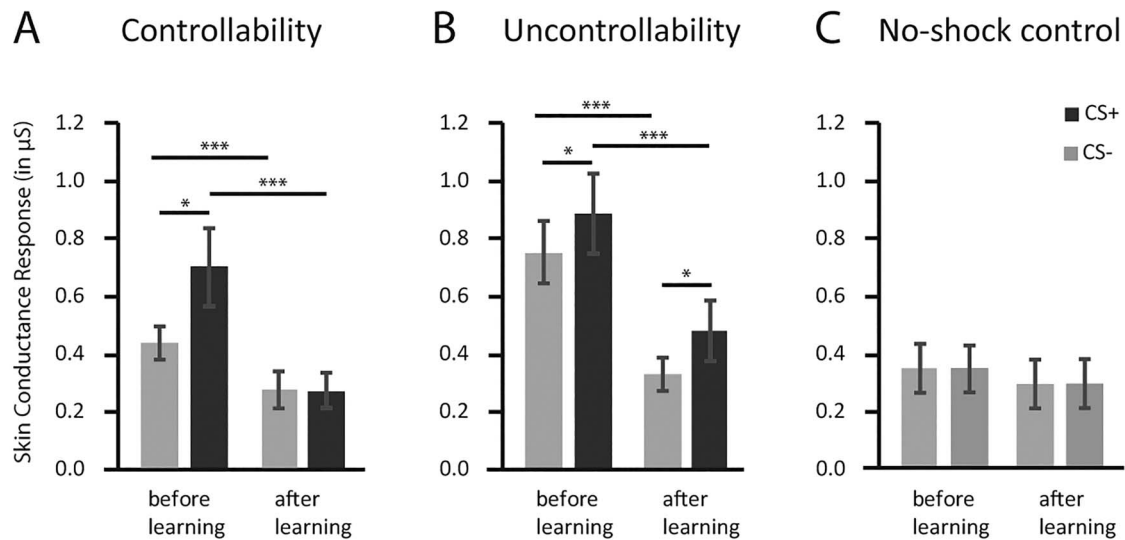 A Controllability
B Uncontrollability
C No-shock control
Skin Conductance Response (in µS)
1.2
1.0
0.8
0.6
0.4
0.2
0.0
***
***
*
before learning
after learning
1.2
1.0
0.8
0.6
0.4
0.2
0.0
***
***
*
*
before learning
after learning
1.2
1.0
0.8
0.6
0.4
0.2
0.0
CS+
CS-
before learning
after learning